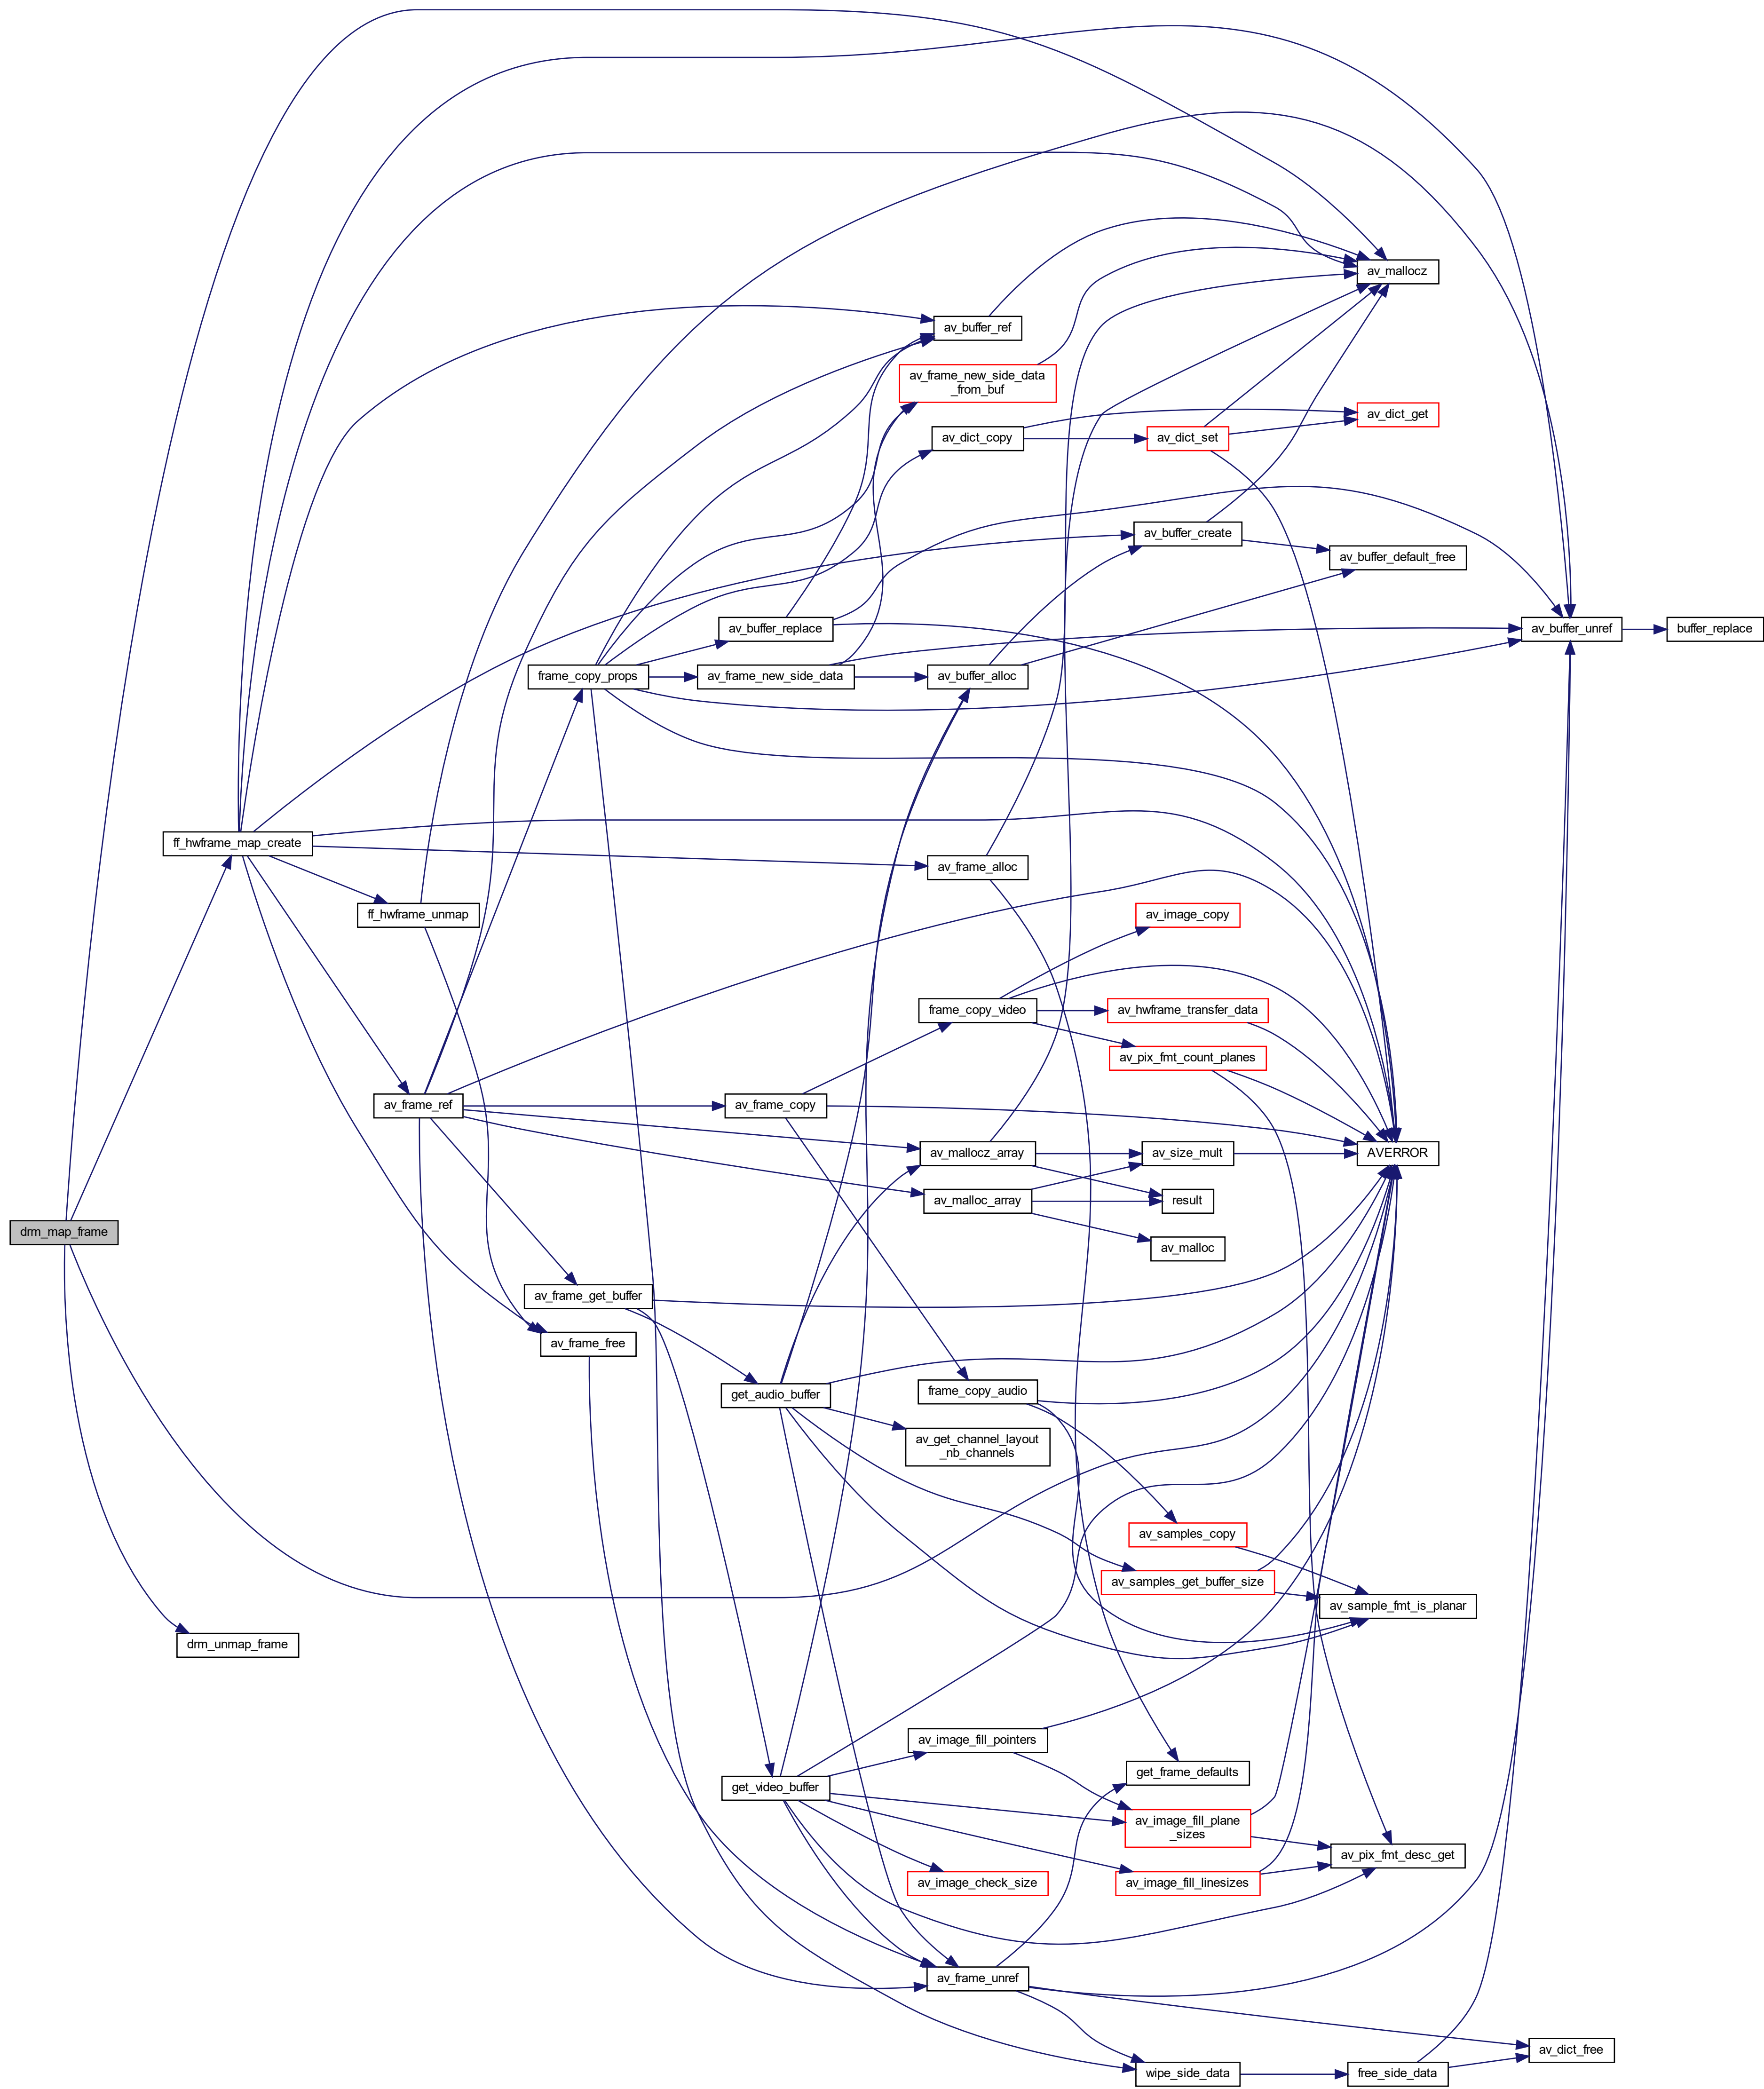 av_mallocz
av_buffer_ref
av_frame_new_side_data
_from_buf
av_dict_get
av_dict_copy
av_dict_set
av_buffer_create
av_buffer_default_free
av_buffer_replace
av_buffer_unref
buffer_replace
frame_copy_props
av_frame_new_side_data
av_buffer_alloc
ff_hwframe_map_create
av_frame_alloc
ff_hwframe_unmap
av_image_copy
frame_copy_video
av_hwframe_transfer_data
av_pix_fmt_count_planes
av_frame_ref
av_frame_copy
av_mallocz_array
av_size_mult
AVERROR
av_malloc_array
result
drm_map_frame
av_malloc
av_frame_get_buffer
av_frame_free
get_audio_buffer
frame_copy_audio
av_get_channel_layout
_nb_channels
av_samples_copy
av_samples_get_buffer_size
av_sample_fmt_is_planar
drm_unmap_frame
av_image_fill_pointers
get_frame_defaults
get_video_buffer
av_image_fill_plane
_sizes
av_pix_fmt_desc_get
av_image_check_size
av_image_fill_linesizes
av_frame_unref
av_dict_free
wipe_side_data
free_side_data